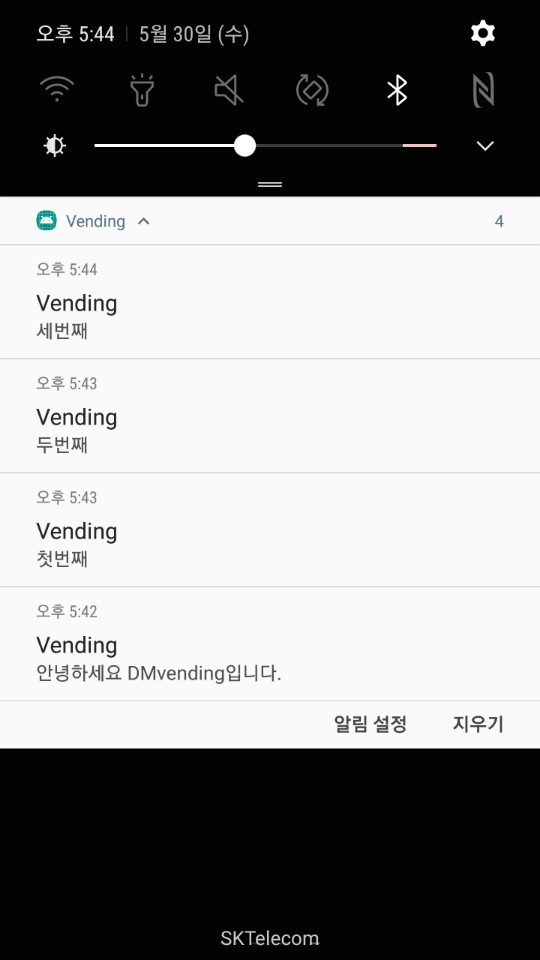 오후 5:44 | 5월 30일 (수)
Vending 4
오후 5:44
Vending
세번째
오후 5:43
Vending
두번째
오후 5:43
Vending
첫번째
오후 5:42
Vending
안녕하세요 DMvending입니다.
알림 설정 지우기
SKTelecom